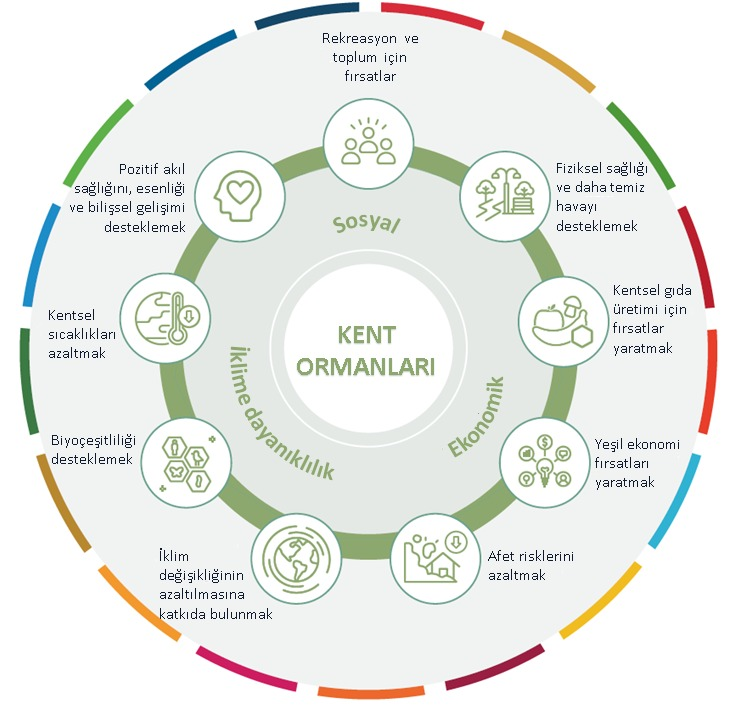 Rekreasyon ve
toplum için
fırsatlar
Fiziksel sağlığı
ve daha temiz
havayı
desteklemek
Kentsel gıda
üretimi için
fırsatlar
yaratmak
Yeşil ekonomi
fırsatları
yaratmak
Afet risklerini
azaltmak
İklim
değişikliğinin
azaltılmasına
katkıda bulunmak
Biyoçeşitliliği
desteklemek
Kentsel
sıcaklıkları
azaltmak
Pozitif akıl
sağlığını, esenliği
ve bilişsel gelişimi
desteklemek
Sosyal
Ekonomik
İklime dayanıklılık
KENT
ORMANLARI